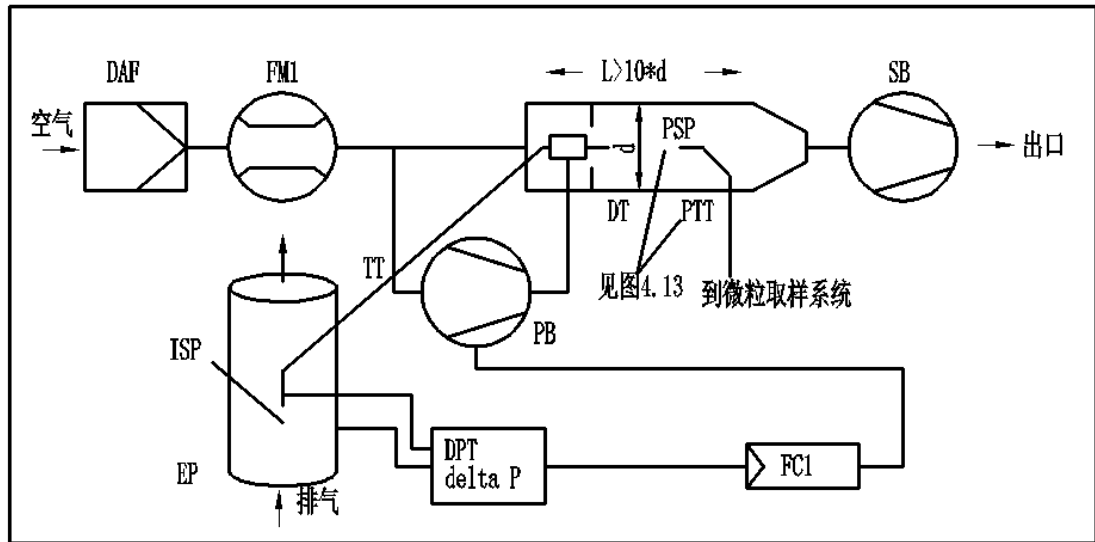 DAF
FM1
L>10*d
SB
空气
d
PSP
出口
DT
PTT
TT
见图4.13
到微粒取样系统
PB
ISP
DPT
delta P
FC1
EP
排气